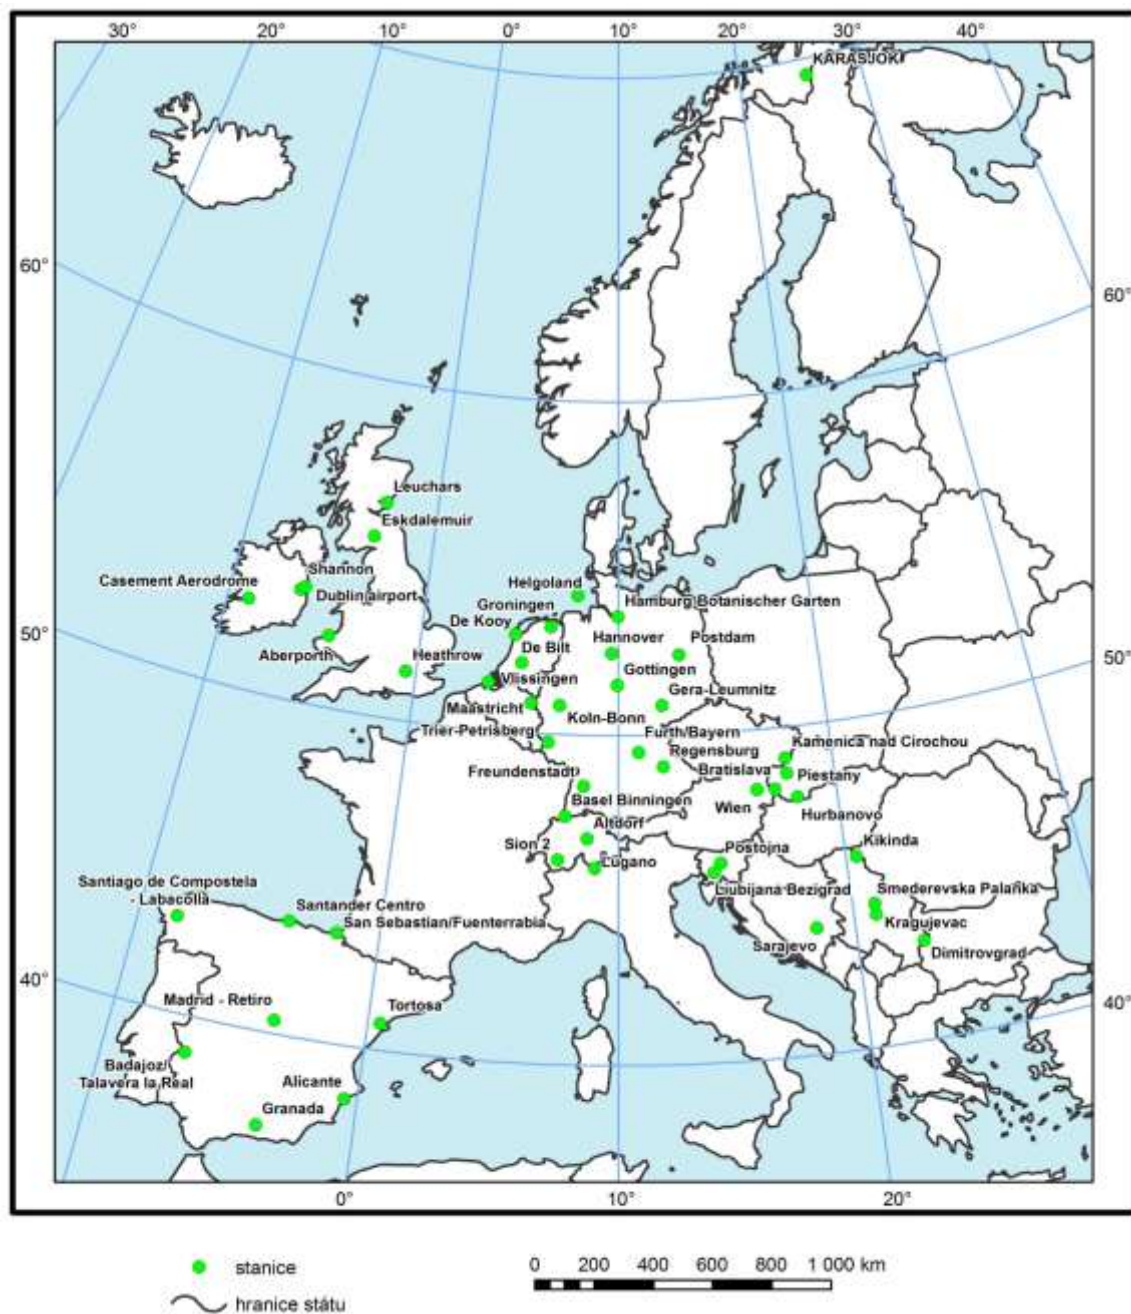 30°
20°
10°
0°
10°
20°
30°
40°
KARASJOK
60°
60°
Leuchars
Eskdalemuir
Shannon
Casement Aerodrome
Dublin airport
Helgoland
Groningen
Hamburg Botanischer Garten
De Kooy
Hannover
Postdam
50°
De Bilt
50°
Aberporth
Heathrow
Gottingen
Vlissingen
Gera-Leumnitz
Maastricht
Koln-Bonn
Trier-Petrisberg
Furth/Bayern
Kamenica nad Cirochou
Regensburg
Freundenstadt
Bratislava
Piestany
Basel Binningen
Wien
Hurbanovo
Altdorf
Sion 2
Postojna
Kikinda
Lugano
Santiago de Compostela
- Labacolla
Ljubijana Bezigrad
Smederevska Palanka
Santander Centro
San Sebastian/Fuenterrabia
Kragujevac
Sarajevo
Dimitrovgrad
40°
40°
Madrid - Retiro
Tortosa
Badajoz/
Talavera la Real
Alicante
Granada
0°
10°
20°
stanice
0 200 400 600 800 1 000 km
hranice státu